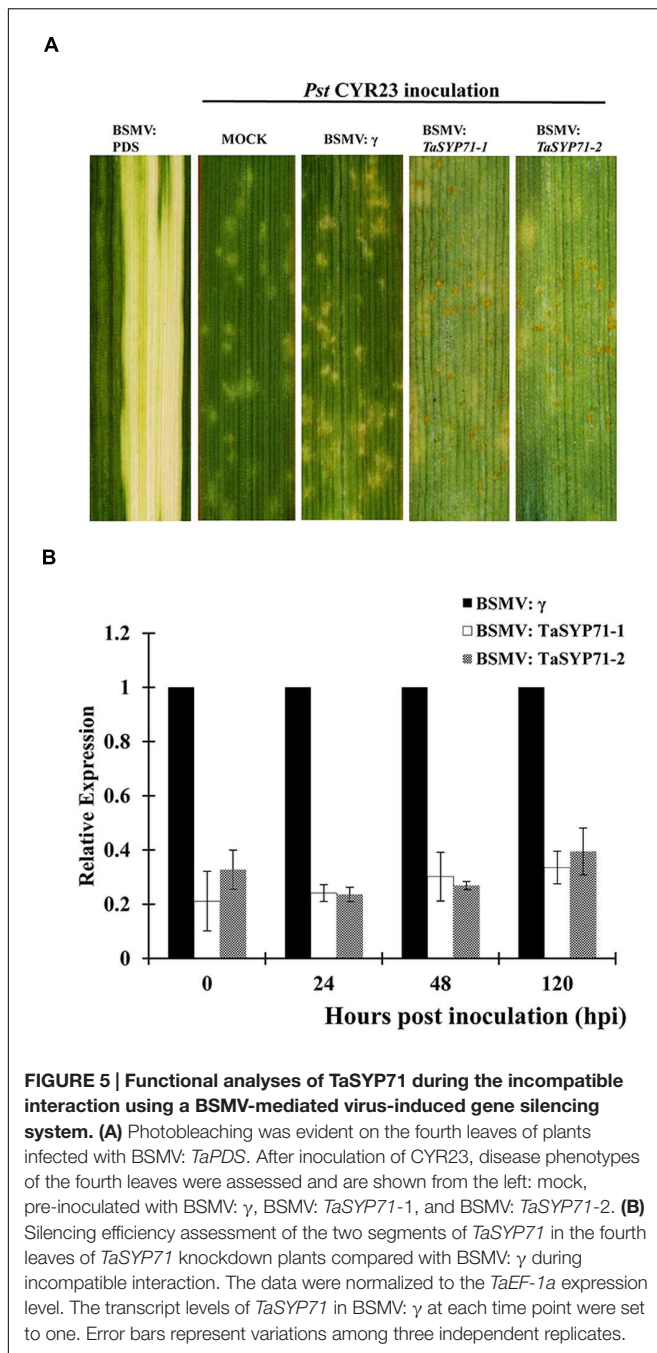 A
Pst CYR23 inoculation
BSMV:
PDS
MOCK
BSMV: γ
BSMV:
TaSYP71-1
BSMV:
TaSYP71-2
B
BSMV: γ
BSMV: TaSYP71-1
BSMV: TaSYP71-2
1.2
1
0.8
0.6
0.4
0.2
0
Relative Expression
0 24 48 120
Hours post inoculation (hpi)
FIGURE 5 | Functional analyses of TaSYP71 during the incompatible
interaction using a BSMV-mediated virus-induced gene silencing
system. (A) Photobleaching was evident on the fourth leaves of plants
infected with BSMV: TaPDS. After inoculation of CYR23, disease phenotypes
of the fourth leaves were assessed and are shown from the left: mock,
pre-inoculated with BSMV: γ, BSMV: TaSYP71-1, and BSMV: TaSYP71-2. (B)
Silencing efficiency assessment of the two segments of TaSYP71 in the fourth
leaves of TaSYP71 knockdown plants compared with BSMV: γ during
incompatible interaction. The data were normalized to the TaEF-1a expression
level. The transcript levels of TaSYP71 in BSMV: γ at each time point were set
to one. Error bars represent variations among three independent replicates.